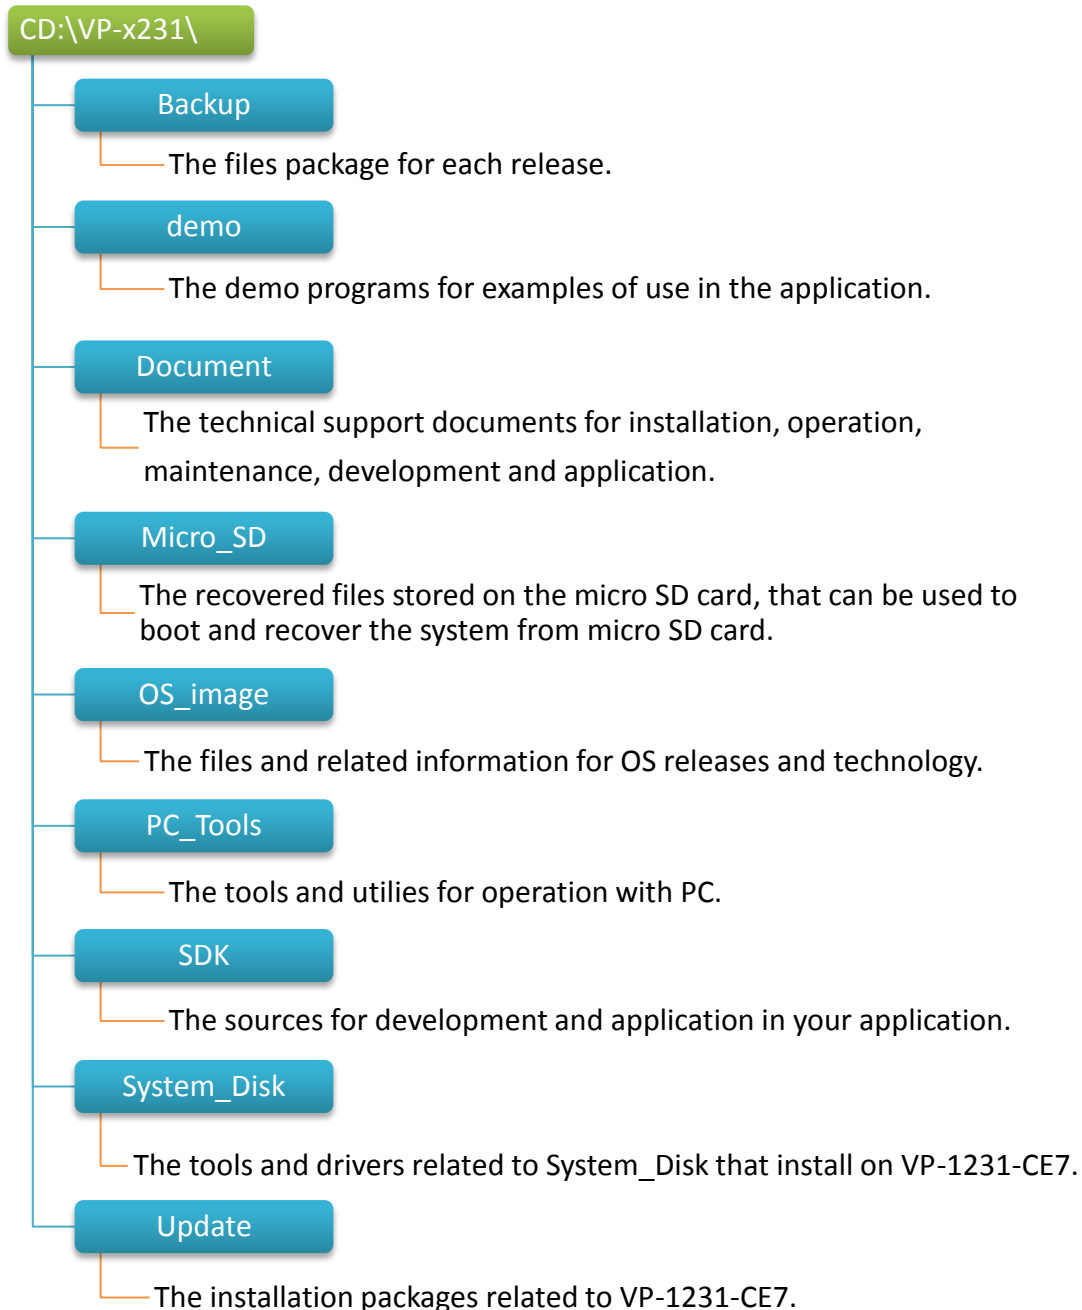 CD:\VP-x231\
Backup
The files package for each release.
demo
The demo programs for examples of use in the application.
Document
The technical support documents for installation, operation,
maintenance, development and application.
Micro_SD
The recovered files stored on the micro SD card, that can be used to
boot and recover the system from micro SD card.
OS_image
The files and related information for OS releases and technology.
PC_Tools
The tools and utilies for operation with PC.
SDK
The sources for development and application in your application.
System_Disk
The tools and drivers related to System_Disk that install on VP-1231-CE7.
Update
The installation packages related to VP-1231-CE7.